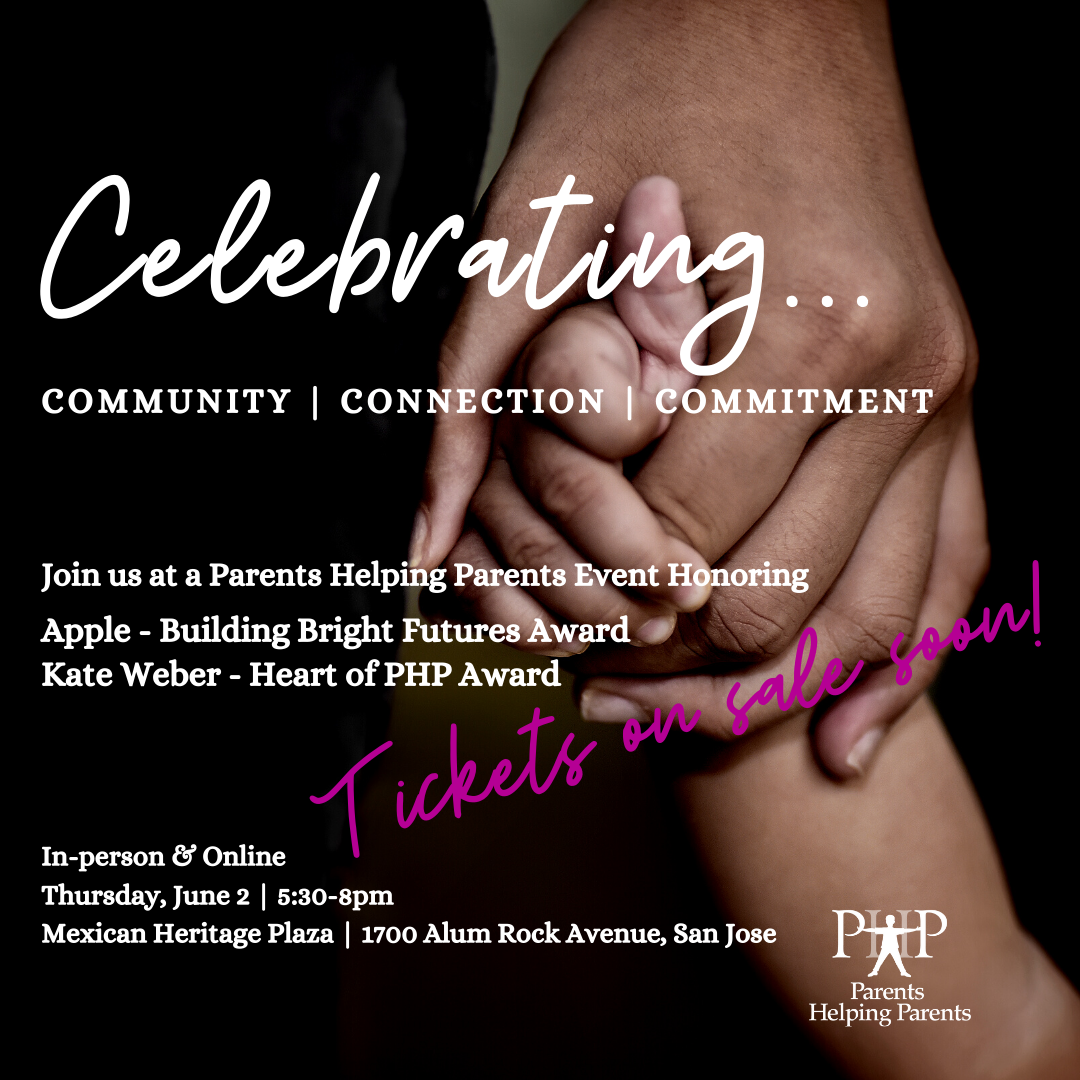 Celebrating...
COMMUNITY | CONNECTION | COMMITMENT
Join us at a Parents Helping Parents Event Honoring
Apple - Building Bright Futures Award
Kate Weber - Heart of PHP Award
Tickets on sale soon!
In-person & Online
Thursday, June 2 | 5:30-8pm
Mexican Heritage Plaza | 1700 Alum Rock Avenue, San Jose
PHP
Parents
Helping Parents